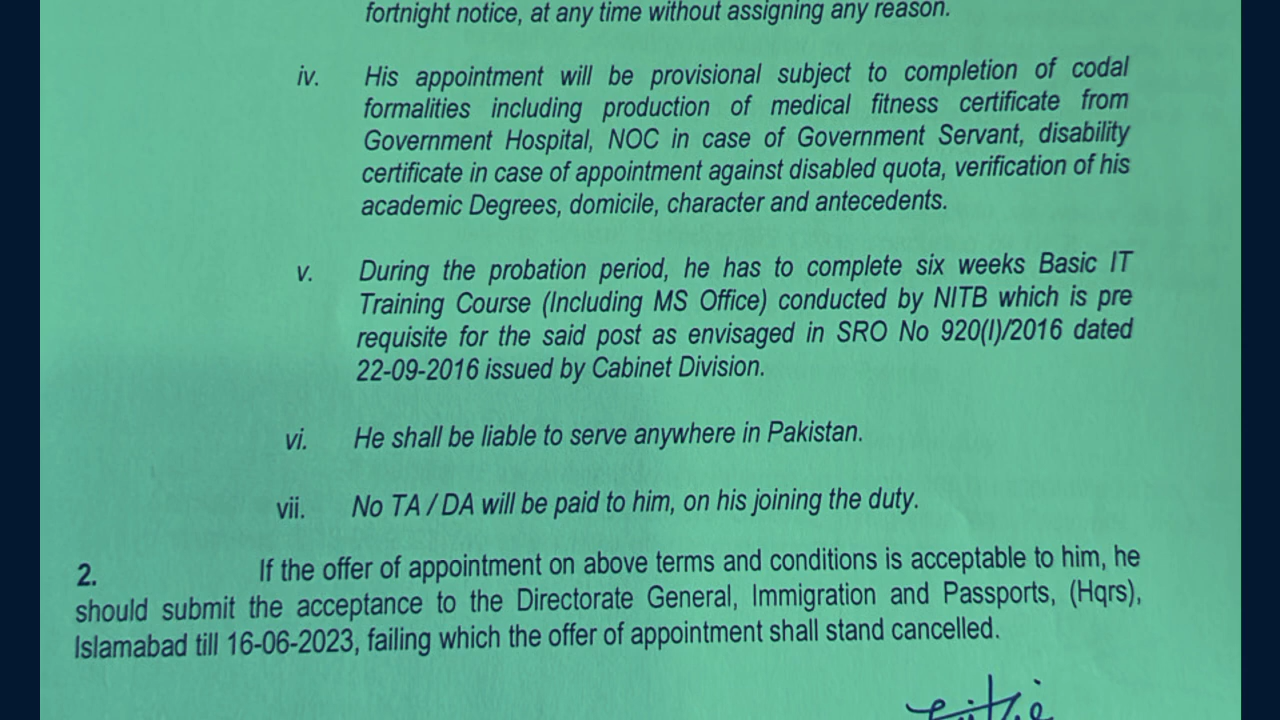 fortnight notice, at any time without assigning any reason.
iv. His appointment will be provisional subject to completion of codal
formalities including production of medical fitness certificate from
Government Hospital, NOC in case of Government Servant, disability
certificate in case of appointment against disabled quota, verification of his
academic Degrees, domicile, character and antecedents.
v. During the probation period, he has to complete six weeks Basic IT
Training Course (Including MS Office) conducted by NITB which is pre
requisite for the said post as envisaged in SRO No 920(I)/2016 dated
22-09-2016 issued by Cabinet Division.
vi. He shall be liable to serve anywhere in Pakistan.
vii. No TA / DA will be paid to him, on his joining the duty.
2. If the offer of appointment on above terms and conditions is acceptable to him, he
should submit the acceptance to the Directorate General, Immigration and Passports, (Hqrs),
Islamabad till 16-06-2023, failing which the offer of appointment shall stand cancelled.